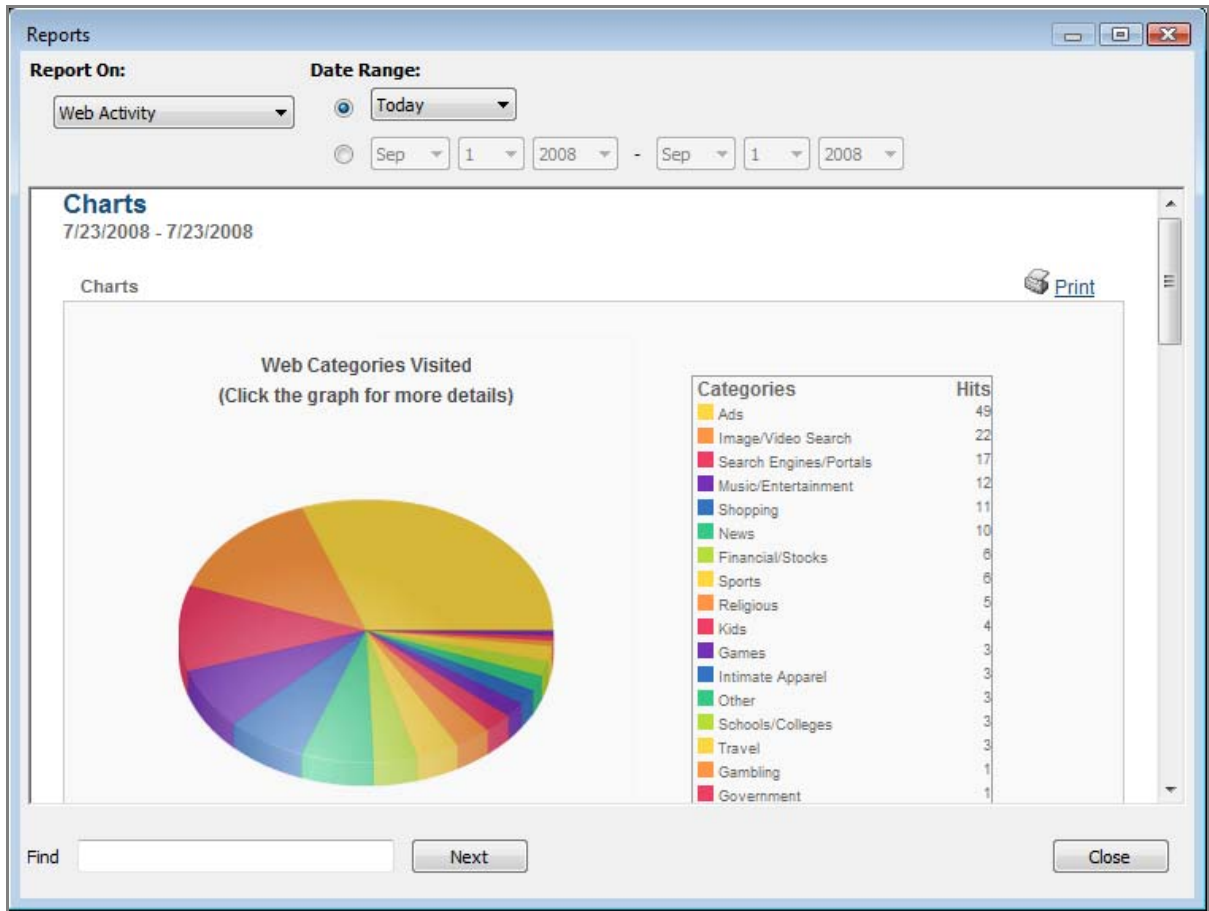 Reports
Report On: Date Range:
Web Activity Today
Sep 1 2008 - Sep 1 2008
Charts
7/23/2008 - 7/23/2008
Charts Print
Web Categories Visited
(Click the graph for more details)
Categories Hits
Ads 49
Image/Video Search 22
Search Engines/Portals 17
Music/Entertainment 12
Shopping 11
News 10
Financial/Stocks 6
Sports 6
Religious 5
Kids 4
Games 3
Intimate Apparel 3
Other 3
Schools/Colleges 3
Travel 3
Gambling 1
Government 1
Find Next Close